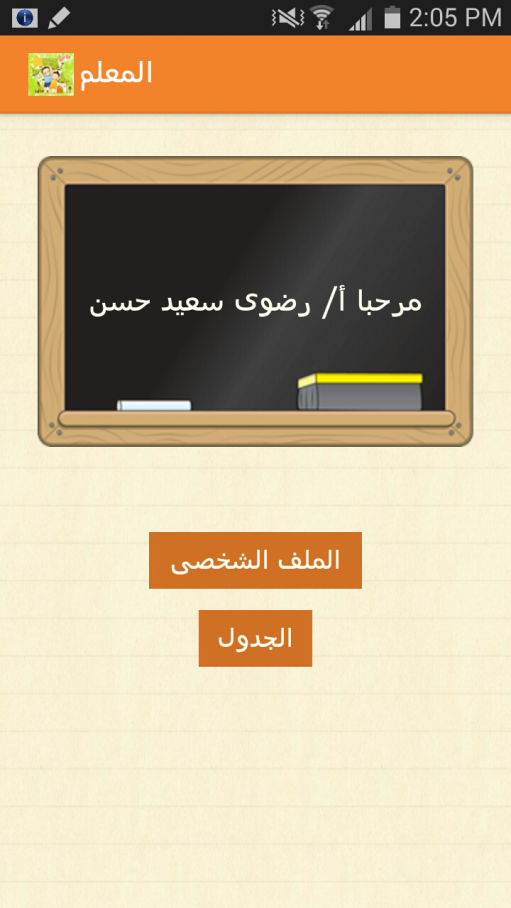 2:05 PM
المعلم
مرحبا أ/ رضوى سعيد حسن
الملف الشخصى
الجدول